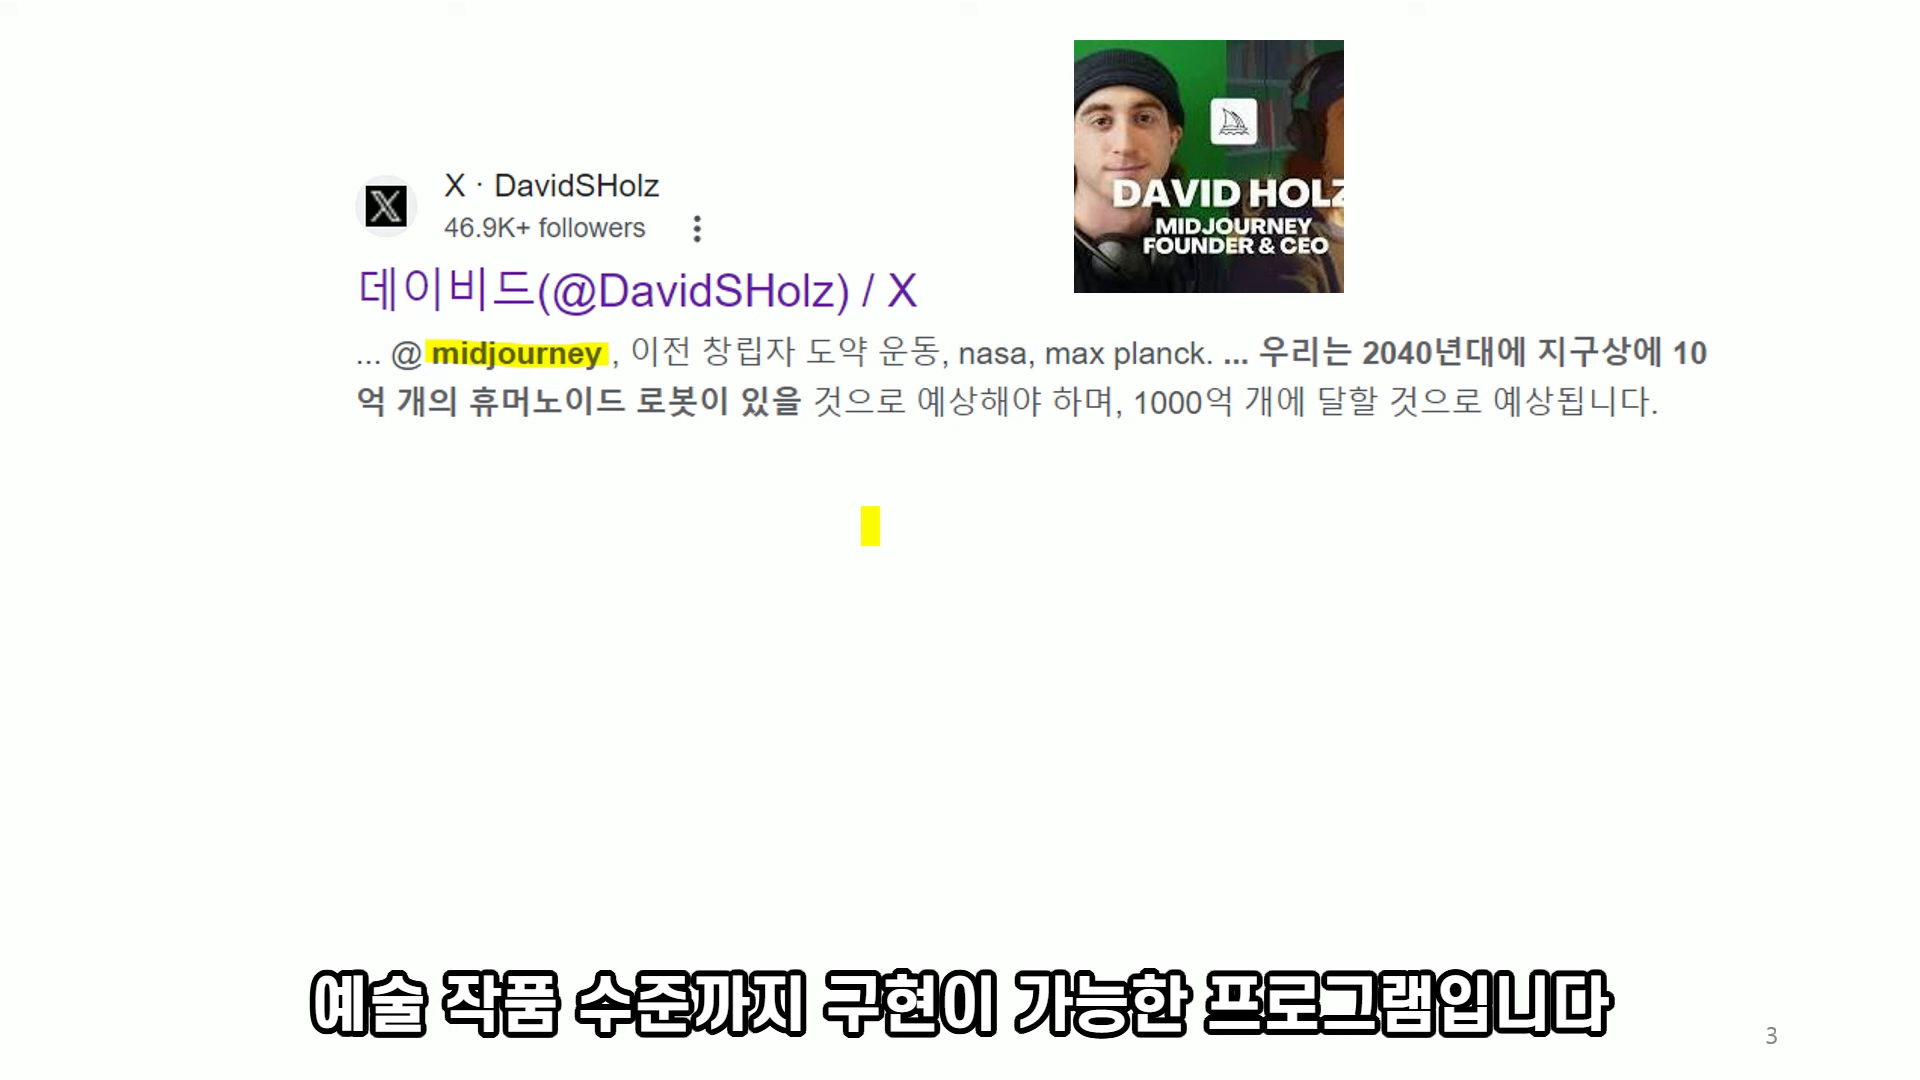 DAVID HOLZ
MIDJOURNEY
FOUNDER & CEO
X · DavidSHolz
46.9K+ followers
데이비드(@DavidSHolz) / X
... @midjourney, 이전 창립자 도약 운동, nasa, max planck. ... 우리는 2040년대에 지구상에 10
억 개의 휴머노이드 로봇이 있을 것으로 예상해야 하며, 1000억 개에 달할 것으로 예상됩니다.
예술 작품 수준까지 구현이 가능한 프로그램입니다
3